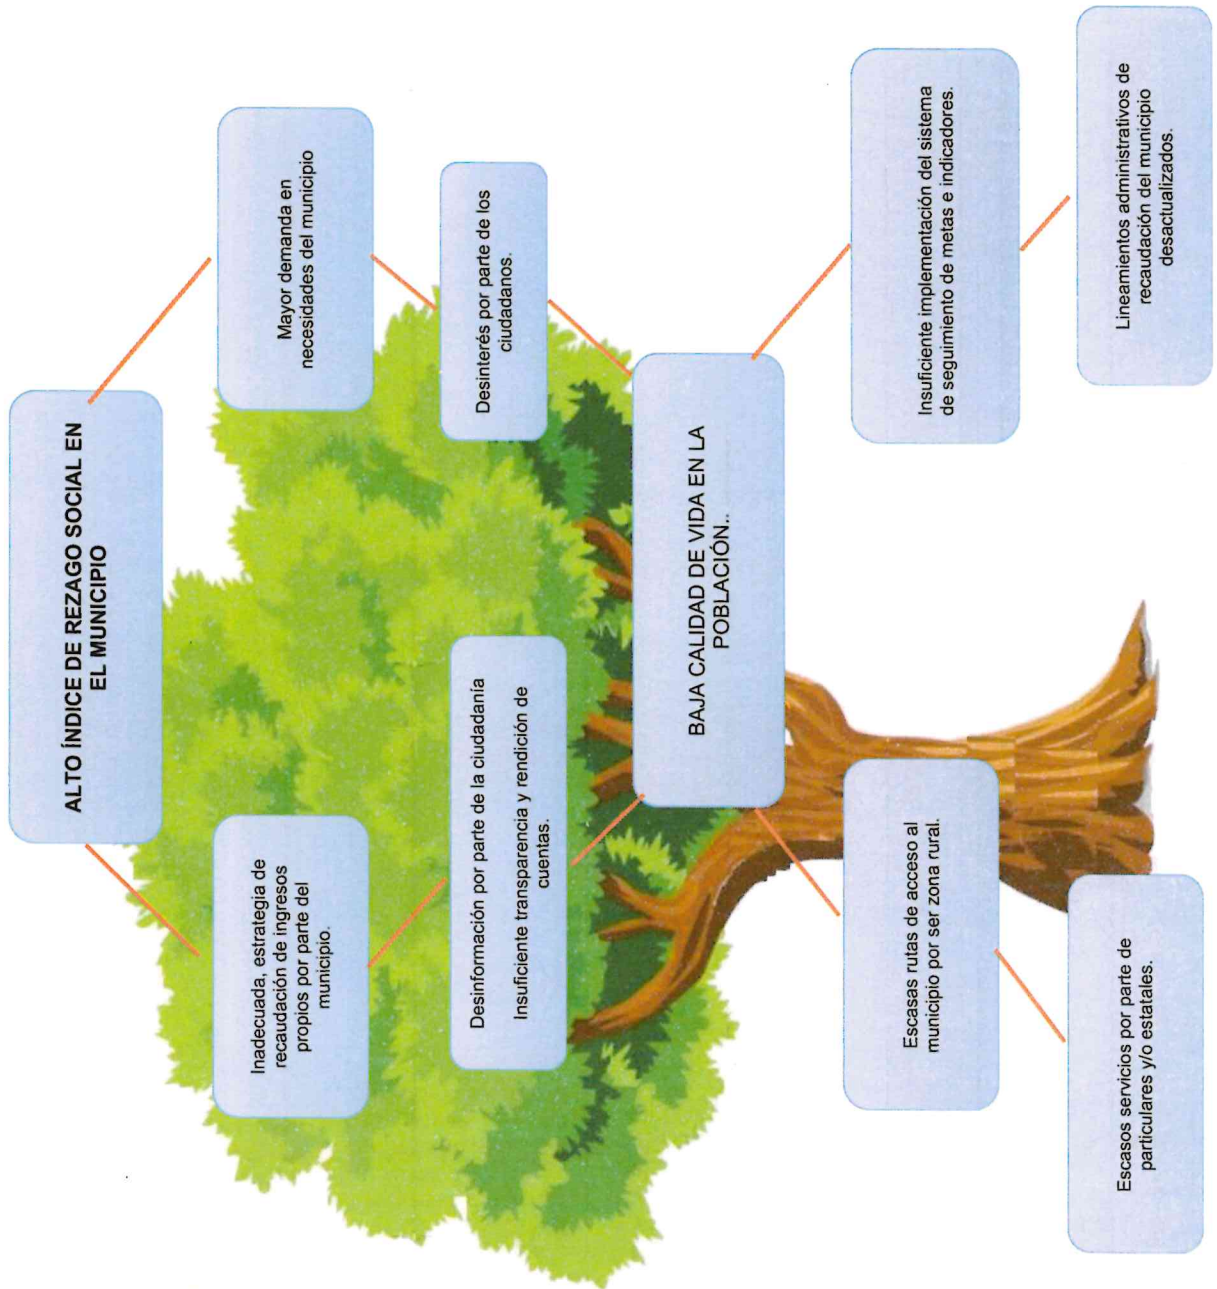 ALTO ÍNDICE DE REZAGO SOCIAL EN
EL MUNICIPIO
Inadecuada, estrategia de
recaudación de ingresos
propios por parte del
municipio.
Mayor demanda en
necesidades del municipio
Desinformación por parte de la ciudadanía
Insuficiente transparencia y rendición de
cuentas.
Desinterés por parte de los
ciudadanos.
BAJA CALIDAD DE VIDA EN LA
POBLACIÓN..
Escasas rutas de acceso al
municipio por ser zona rural.
Insuficiente implementación del sistema
de seguimiento de metas e indicadores.
Escasos servicios por parte de
particulares y/o estatales.
Lineamientos administrativos de
recaudación del municipio
desactualizados.